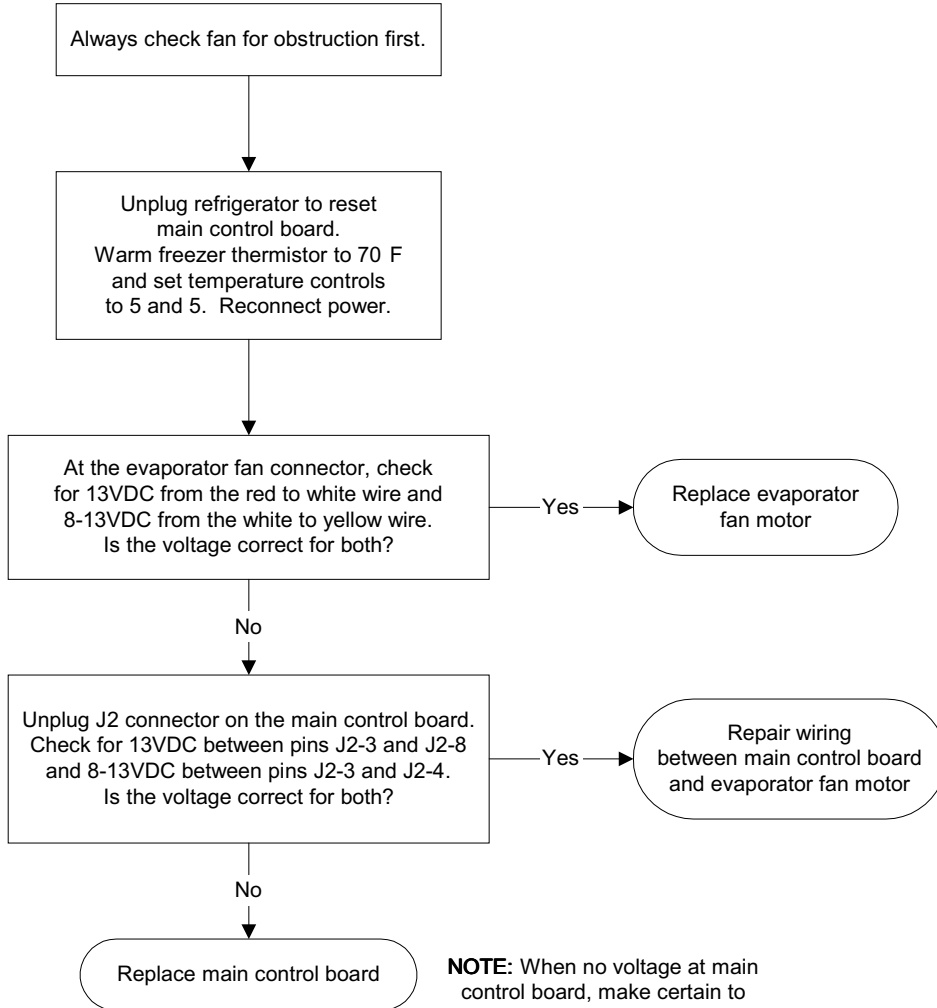 Always check fan for obstruction first.
Unplug refrigerator to reset
main control board.
Warm freezer thermistor to 70 F
and set temperature controls
to 5 and 5. Reconnect power.
At the evaporator fan connector, check
for 13VDC from the red to white wire and
8-13VDC from the white to yellow wire.
Is the voltage correct for both?
Yes
Replace evaporator
fan motor
No
Unplug J2 connector on the main control board.
Check for 13VDC between pins J2-3 and J2-8
and 8-13VDC between pins J2-3 and J2-4.
Is the voltage correct for both?
Yes
Repair wiring
between main control board
and evaporator fan motor
No
Replace main control board
NOTE: When no voltage at main
control board, make certain to